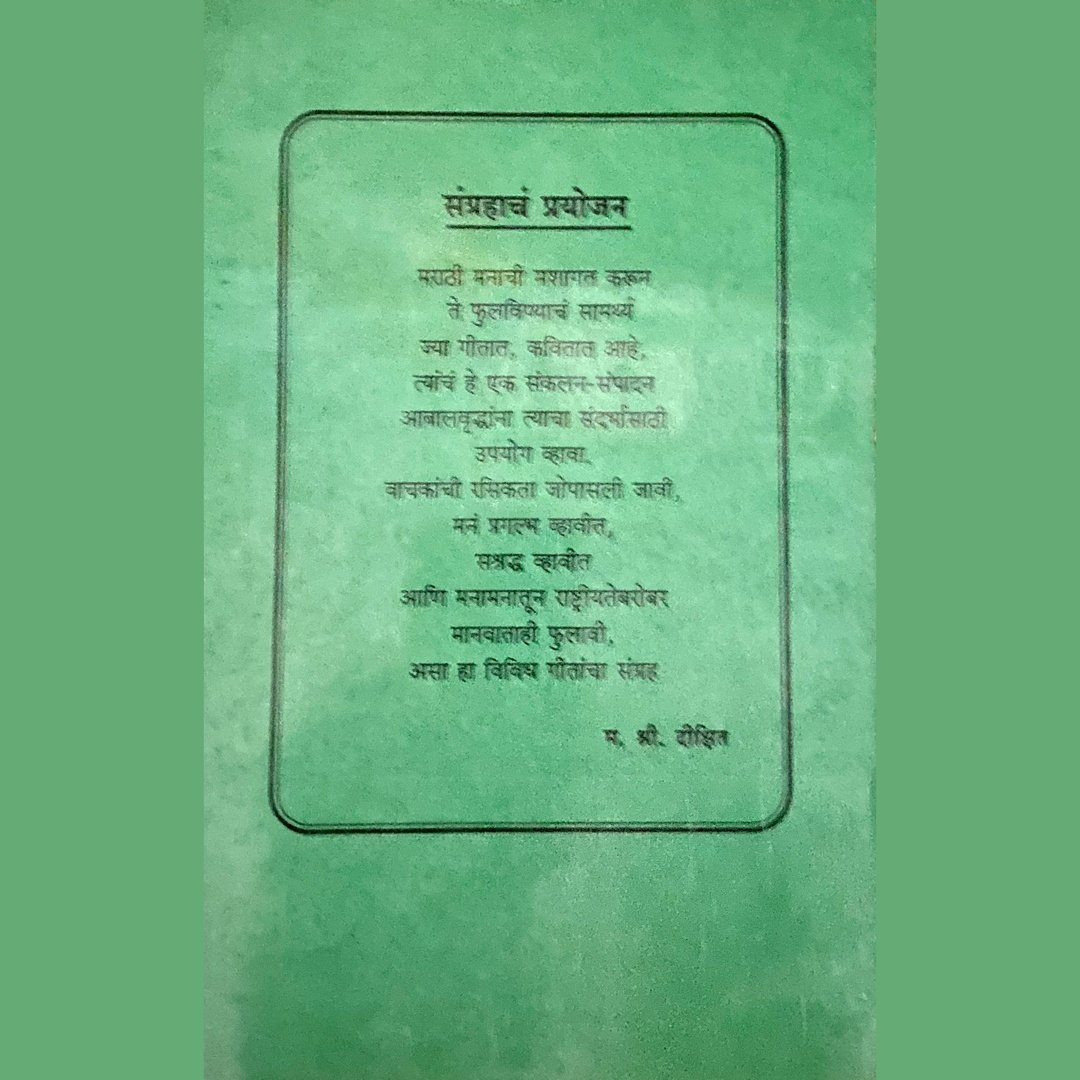 संग्रहाचं प्रयोजन
मराठी मनाची मशागत करून
ते फुलविण्याचं सामर्थ्य
ज्या गीतात, कवितात आहे,
त्यांचं हे एक संकलन-संपादन
आबालवृद्धांना त्याचा संदर्भासाठी
उपयोग व्हावा.
वाचकांची रसिकता जोपासली जावी,
मनं प्रगल्भ व्हावीत,
सश्रद्ध व्हावीत
आणि मनामनातून राष्ट्रीयतेबरोबर
मानवाताही फुलावी,
असा हा विविध गीतांचा संग्रह
म. श्री. दीक्षित